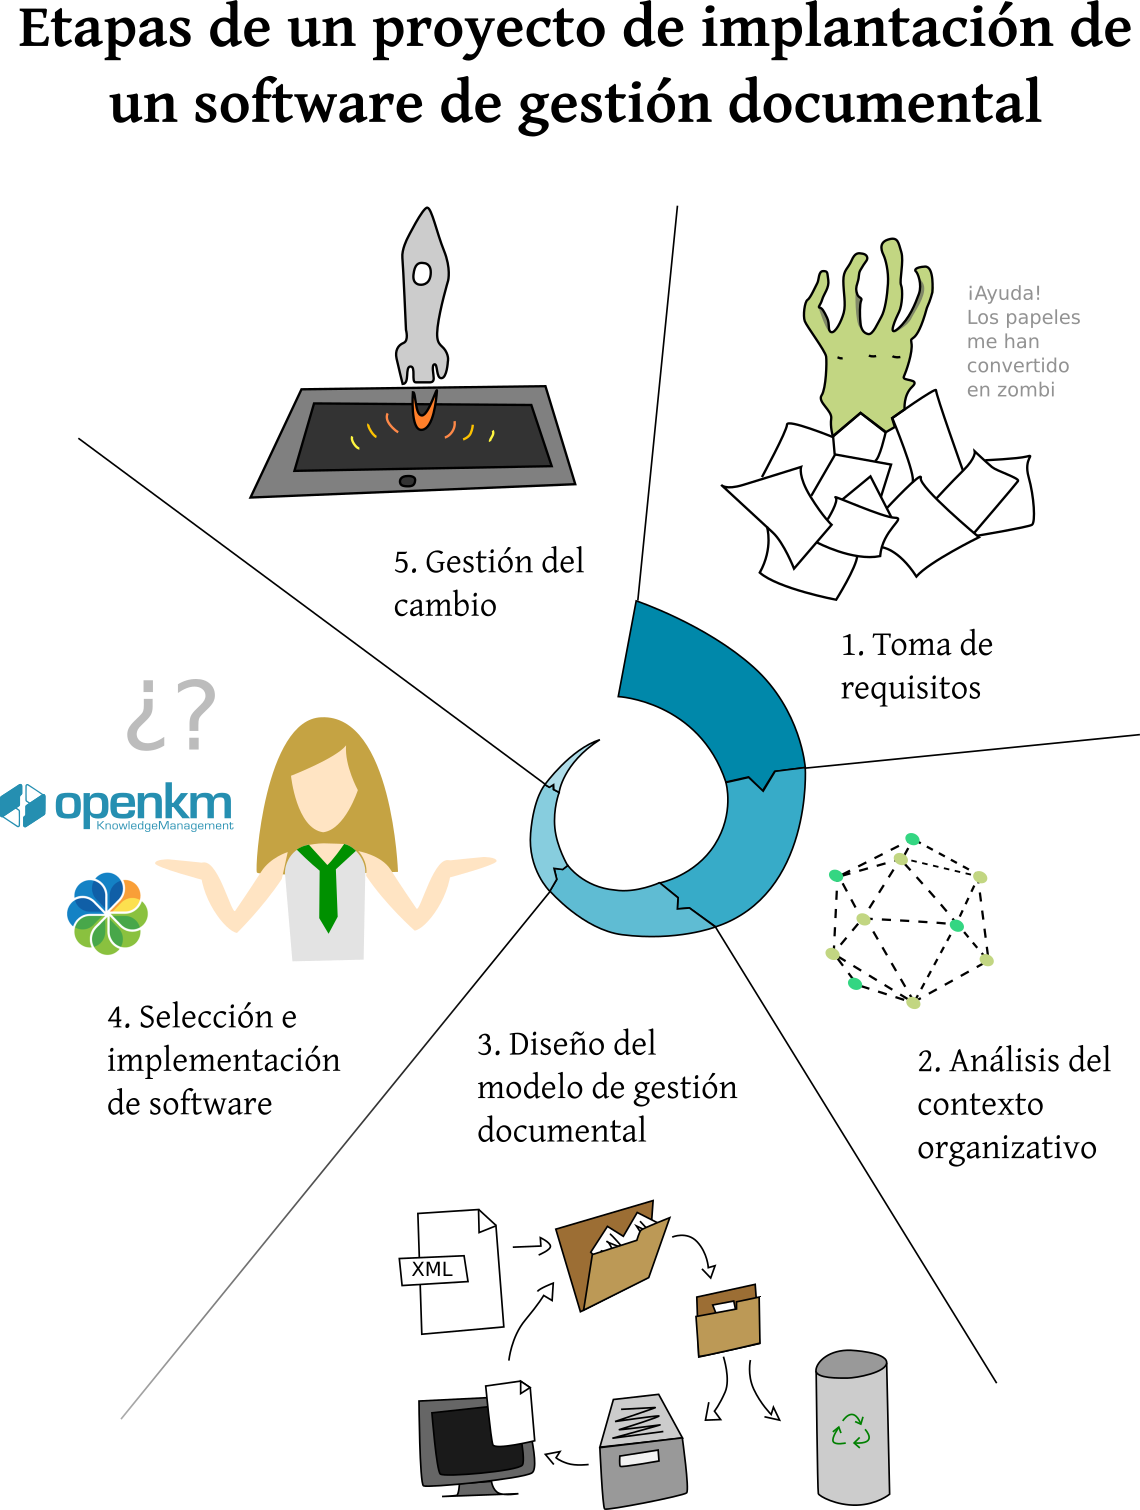 Etapas de un proyecto de implantación de
un software de gestión documental
¡Ayuda!
Los papeles
me han
convertido
en zombi
1. Toma de
requisitos
2. Análisis del
contexto
organizativo
3. Diseño del
modelo de gestión
documental
XML
4. Selección e
implementación
de software
¿?
openkm
KnowledgeManagement
5. Gestión del
cambio